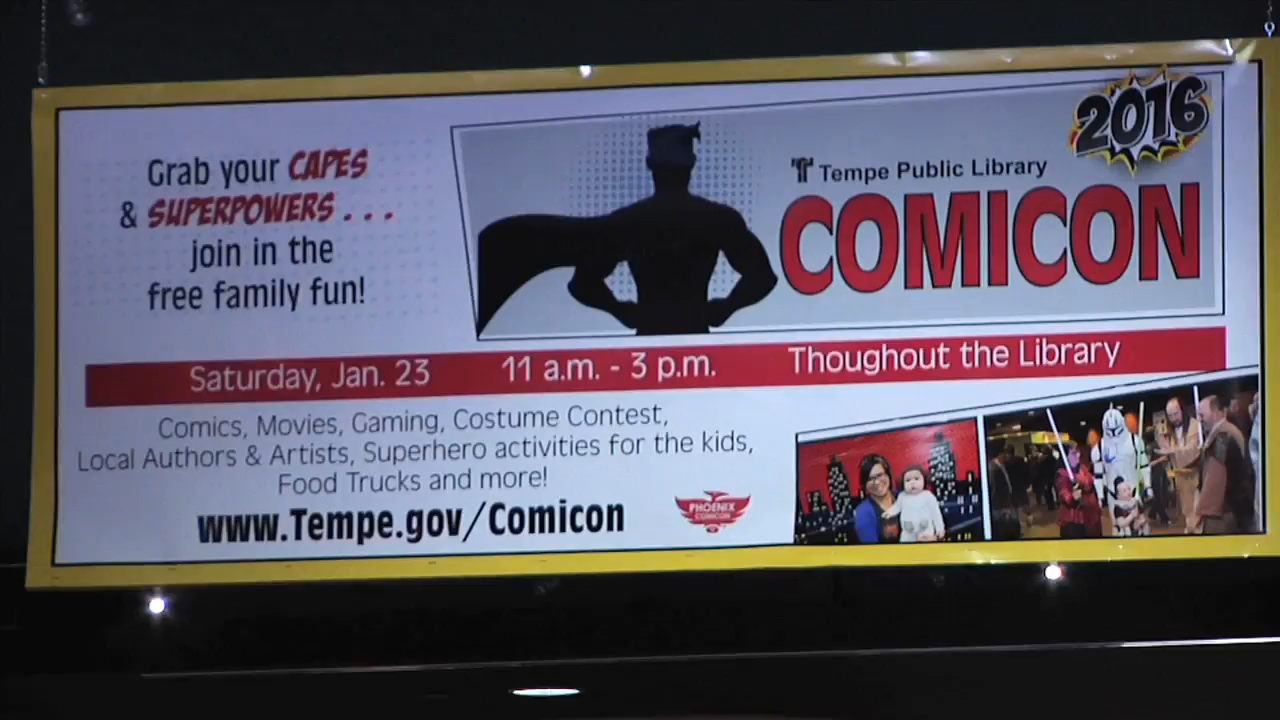 Grab your CAPES
& SUPERPOWERS . . .
join in the
free family fun!
2016
Tempe Public Library
COMICON
Saturday, Jan. 23 11 a.m. - 3 p.m. Thoughout the Library
Comics, Movies, Gaming, Costume Contest,
Local Authors & Artists, Superhero activities for the kids,
Food Trucks and more!
www.Tempe.gov/Comicon
PHOENIX
COMICON